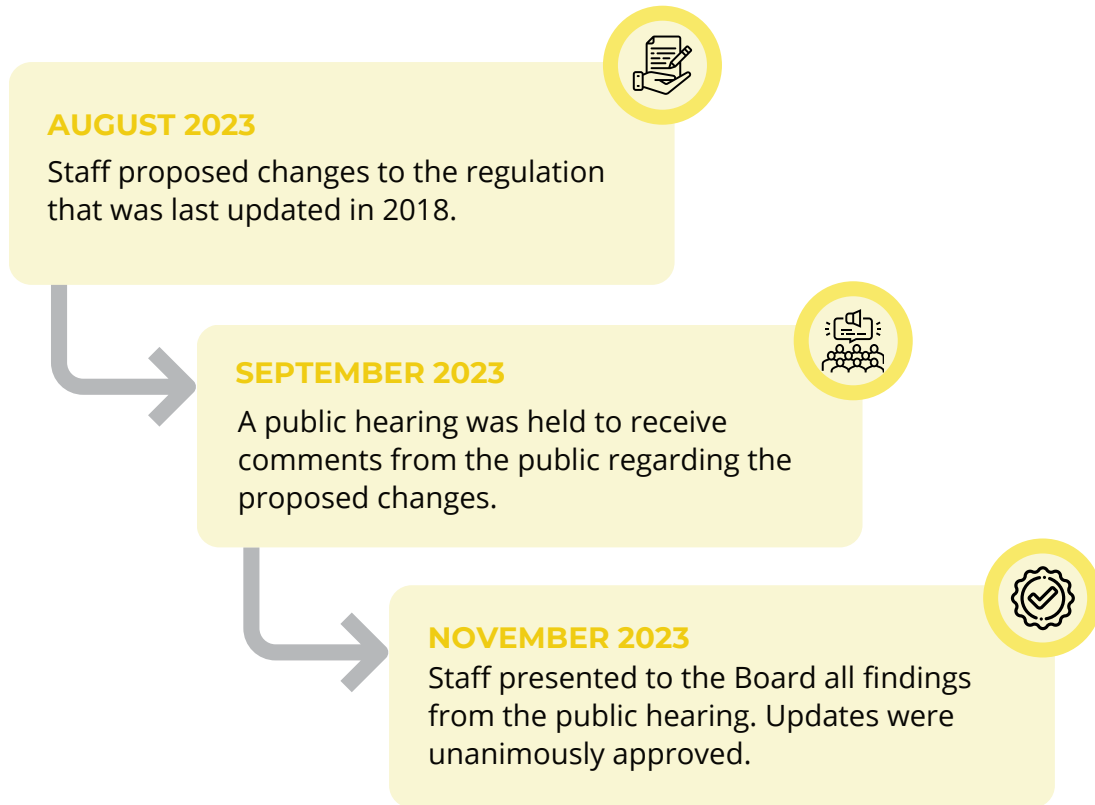 AUGUST 2023
Staff proposed changes to the regulation
that was last updated in 2018.
SEPTEMBER 2023
A public hearing was held to receive
comments from the public regarding the
proposed changes.
NOVEMBER 2023
Staff presented to the Board all findings
from the public hearing. Updates were
unanimously approved.